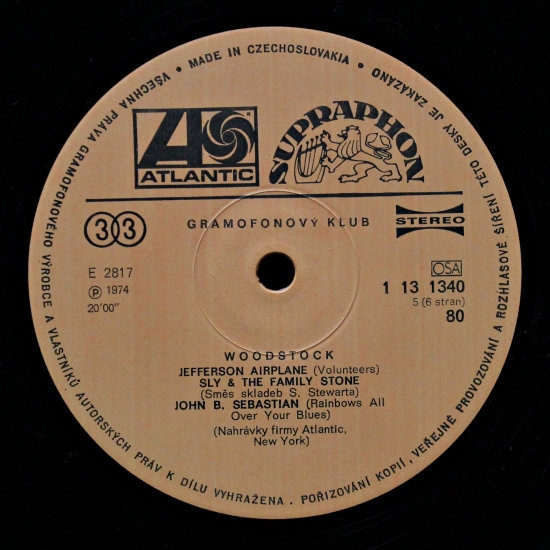 VŠECHNA PRÁVA GRAMOFONOVÉHO VÝROBCE A VLASTNÍKŮ AUTORSKÝCH PRÁV K DÍLU VYHRAŽENA. POŘIZOVÁNÍ KOPIÍ, VEŘEJNÉ PROVOZOVÁNÍ A ROZHLASOVÉ ŠÍŘENÍ TÉTO DESKY JE ZAKÁZÁNO
• MADE IN CZECHOSLOVAKIA •
ATLANTIC
SUPRAPHON
33
GRAMOFONOVÝ KLUB
STEREO
E 2817
℗ 1974
20'00"
OSA
1 13 1340
5 (6 stran)
80
WOODSTOCK
JEFFERSON AIRPLANE (Volunteers)
SLY & THE FAMILY STONE
(Směs skladeb S. Stewarta)
JOHN B. SEBASTIAN (Rainbows All
Over Your Blues)
(Nahrávky firmy Atlantic,
New York)